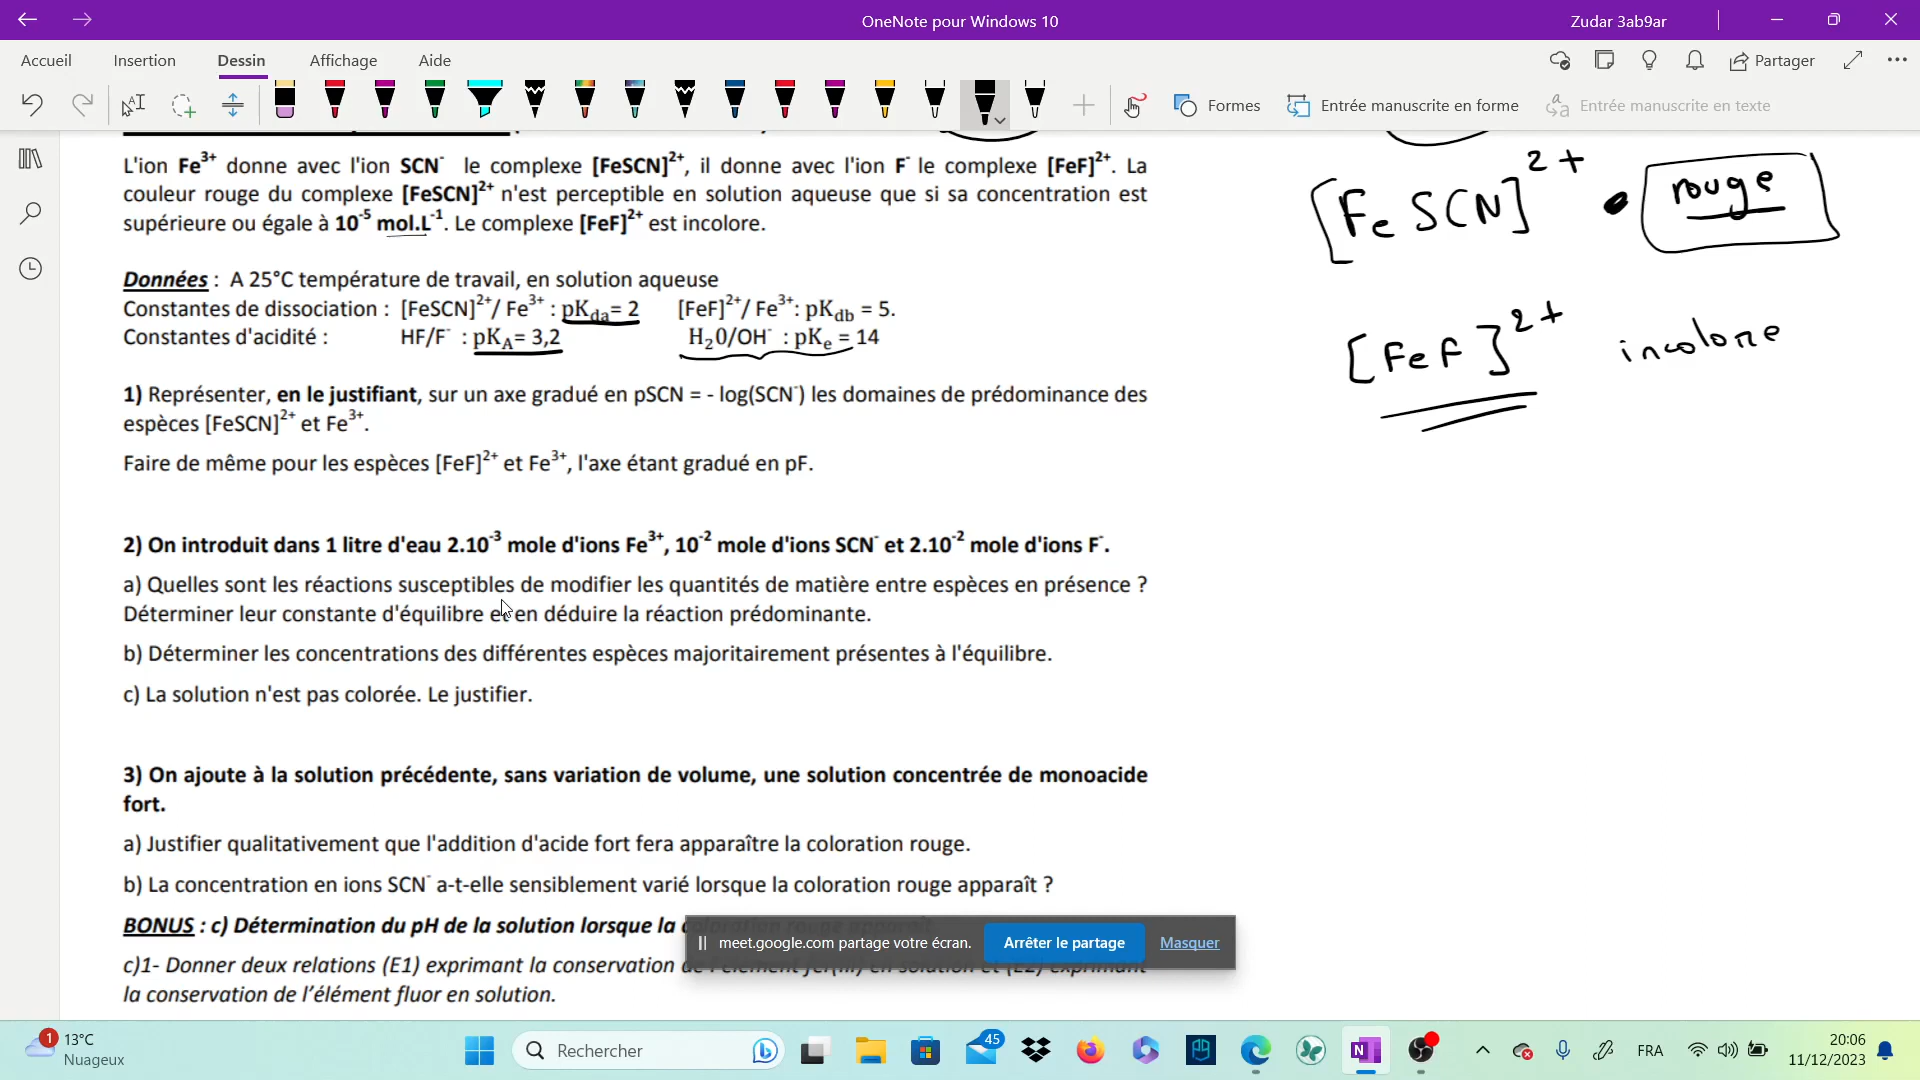 OneNote pour Windows 10
Zudar 3ab9ar
Accueil Insertion Dessin Affichage Aide
Partager
Formes Entrée manuscrite en forme Entrée manuscrite en texte
L'ion Fe³⁺ donne avec l'ion SCN⁻ le complexe [FeSCN]²⁺, il donne avec l'ion F⁻ le complexe [FeF]²⁺. La
couleur rouge du complexe [FeSCN]²⁺ n'est perceptible en solution aqueuse que si sa concentration est
supérieure ou égale à 10⁻⁵ mol.L⁻¹. Le complexe [FeF]²⁺ est incolore.
Données : A 25°C température de travail, en solution aqueuse
Constantes de dissociation : [FeSCN]²⁺/ Fe³⁺ : pKda= 2 [FeF]²⁺/ Fe³⁺: pKdb = 5.
Constantes d'acidité : HF/F⁻ : pKA= 3,2 H₂0/OH⁻ : pKe = 14
1) Représenter, en le justifiant, sur un axe gradué en pSCN = - log(SCN⁻) les domaines de prédominance des
espèces [FeSCN]²⁺ et Fe³⁺.
Faire de même pour les espèces [FeF]²⁺ et Fe³⁺, l'axe étant gradué en pF.
2) On introduit dans 1 litre d'eau 2.10⁻³ mole d'ions Fe³⁺, 10⁻² mole d'ions SCN⁻ et 2.10⁻² mole d'ions F⁻.
a) Quelles sont les réactions susceptibles de modifier les quantités de matière entre espèces en présence ?
Déterminer leur constante d'équilibre et en déduire la réaction prédominante.
b) Déterminer les concentrations des différentes espèces majoritairement présentes à l'équilibre.
c) La solution n'est pas colorée. Le justifier.
3) On ajoute à la solution précédente, sans variation de volume, une solution concentrée de monoacide
fort.
a) Justifier qualitativement que l'addition d'acide fort fera apparaître la coloration rouge.
b) La concentration en ions SCN⁻ a-t-elle sensiblement varié lorsque la coloration rouge apparaît ?
BONUS : c) Détermination du pH de la solution lorsque la coloration rouge apparaît
c)1- Donner deux relations (E1) exprimant la conservation de l'élément fer(III) en solution et (E2) exprimant
la conservation de l'élément fluor en solution.
[FeSCN]²⁺ • rouge
[FeF]²⁺ incolore
meet.google.com partage votre écran. Arrêter le partage Masquer
1
13°C
Nuageux
Rechercher
45
FRA
20:06
11/12/2023